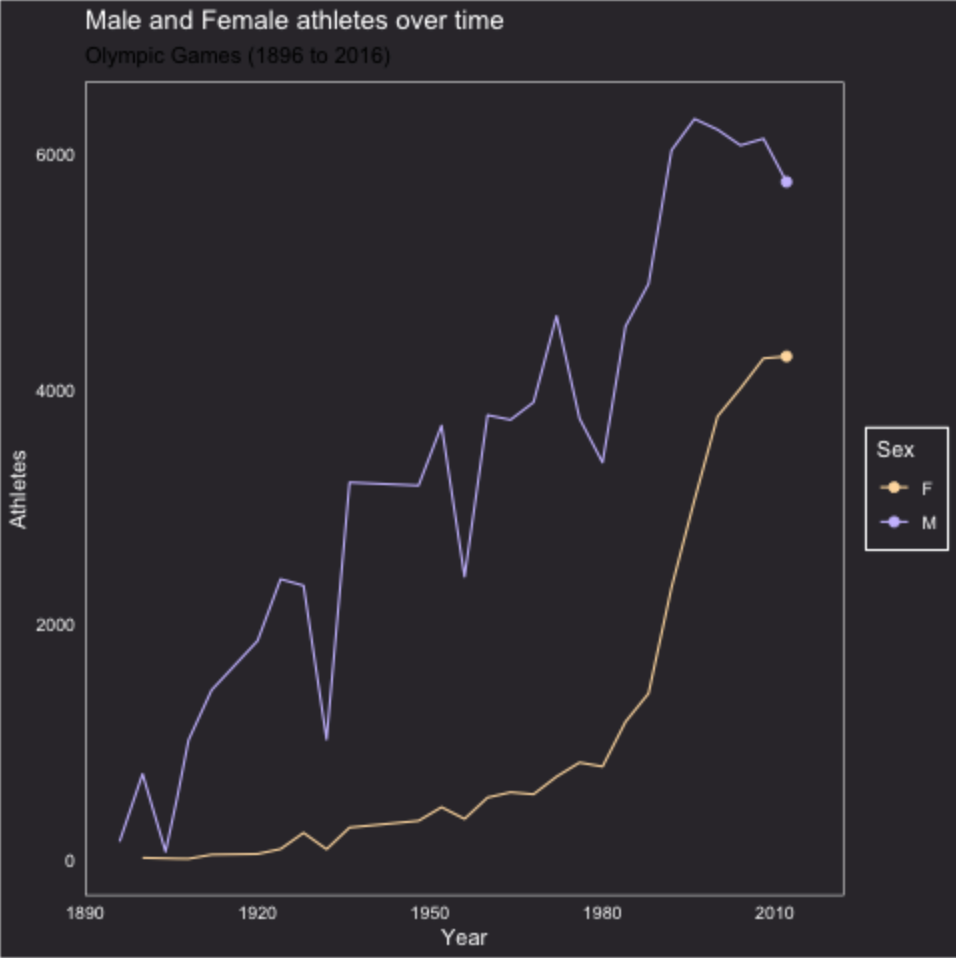 Male and Female athletes over time
Olympic Games (1896 to 2016)
6000
4000
2000
0
Athletes
1890 1920 1950 1980 2010
Year
Sex
F
M